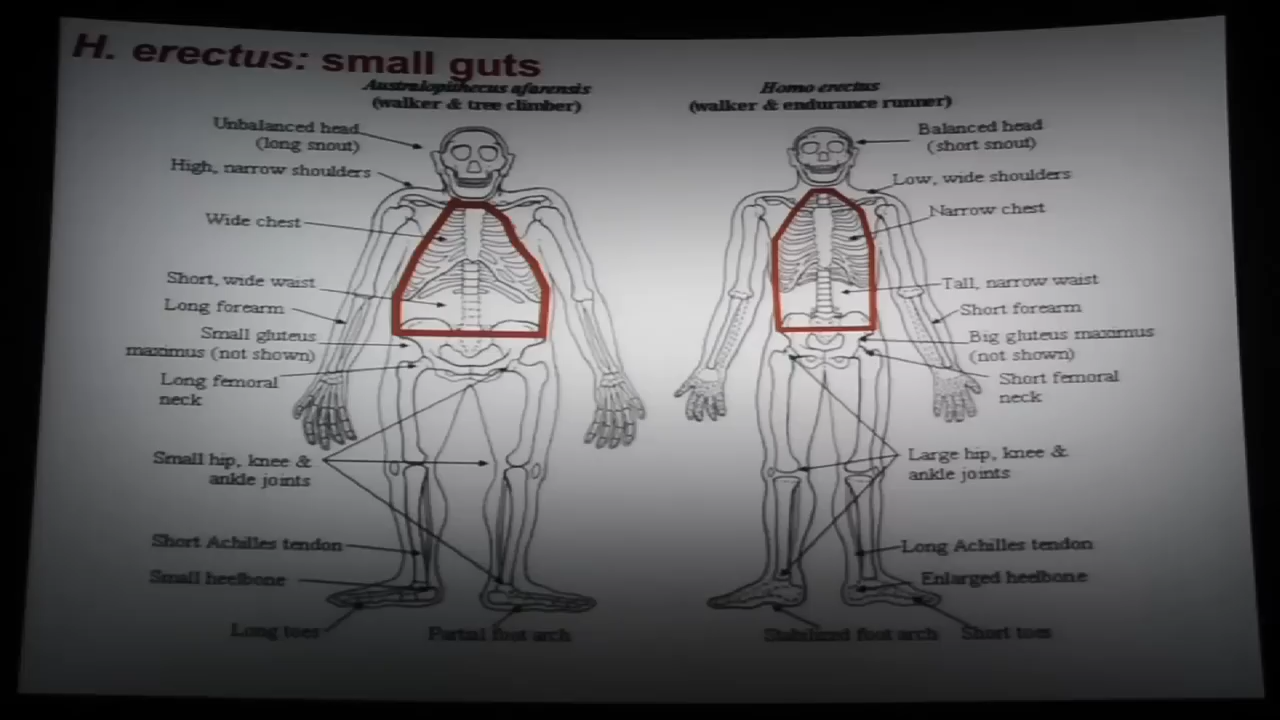 H. erectus: small guts
Australopithecus afarensis
(walker & tree climber)
Homo erectus
(walker & endurance runner)
Unbalanced head
(long snout)
High, narrow shoulders
Wide chest
Short, wide waist
Long forearm
Small gluteus
maximus (not shown)
Long femoral
neck
Small hip, knee &
ankle joints
Short Achilles tendon
Small heelbone
Long toes
Partial foot arch
Balanced head
(short snout)
Low, wide shoulders
Narrow chest
Tall, narrow waist
Short forearm
Big gluteus maximus
(not shown)
Short femoral
neck
Large hip, knee &
ankle joints
Long Achilles tendon
Enlarged heelbone
Stabilized foot arch
Short toes